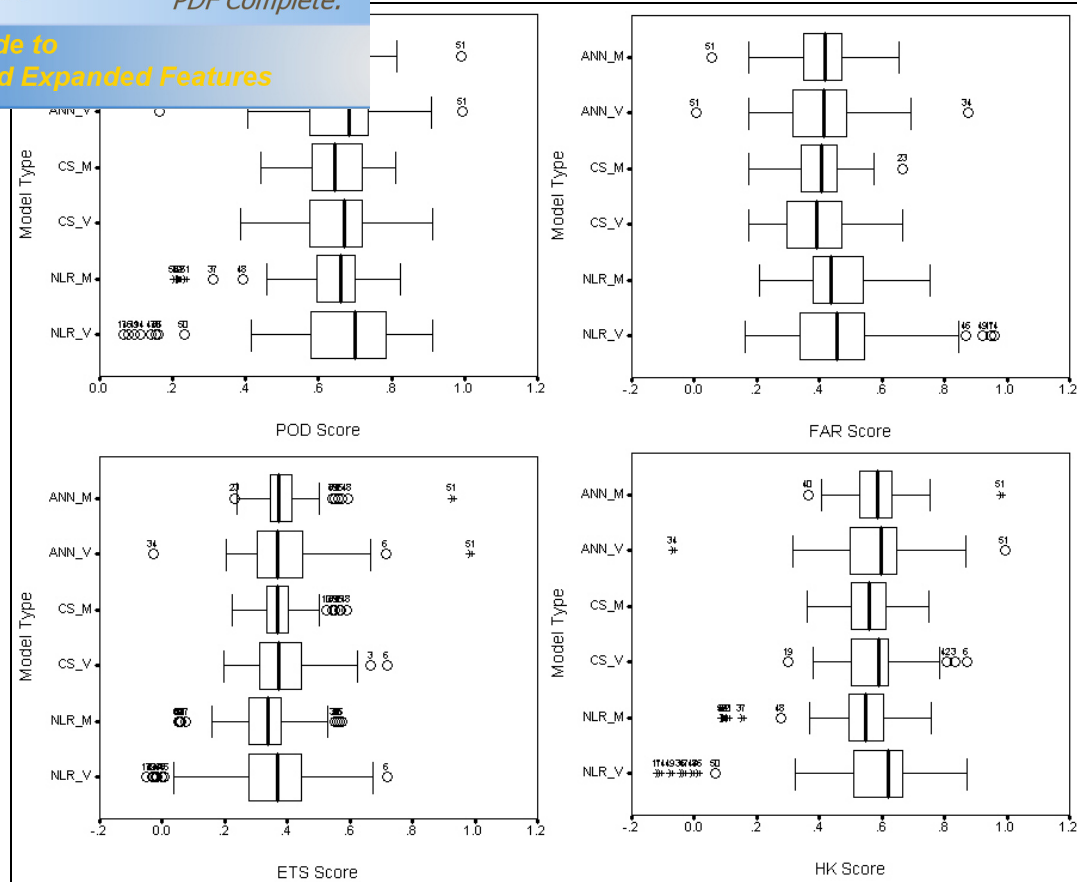 PDF Complete.
de to
d Expanded Features
51
ANN_V
51
CS_M
CS_V
NLR_M
37
48
NLR_V
50
Model Type
0.0 .2 .4 .6 .8 1.0 1.2
POD Score
ANN_M
51
ANN_V
51
34
CS_M
23
CS_V
NLR_M
NLR_V
46
Model Type
-.2 0.0 .2 .4 .6 .8 1.0 1.2
FAR Score
ANN_M
23
51
ANN_V
34
6
51
CS_M
CS_V
3
6
NLR_M
NLR_V
6
Model Type
-.2 0.0 .2 .4 .6 .8 1.0 1.2
ETS Score
ANN_M
40
51
ANN_V
34
51
CS_M
CS_V
19
6
NLR_M
37
48
NLR_V
50
Model Type
-.2 0.0 .2 .4 .6 .8 1.0 1.2
HK Score